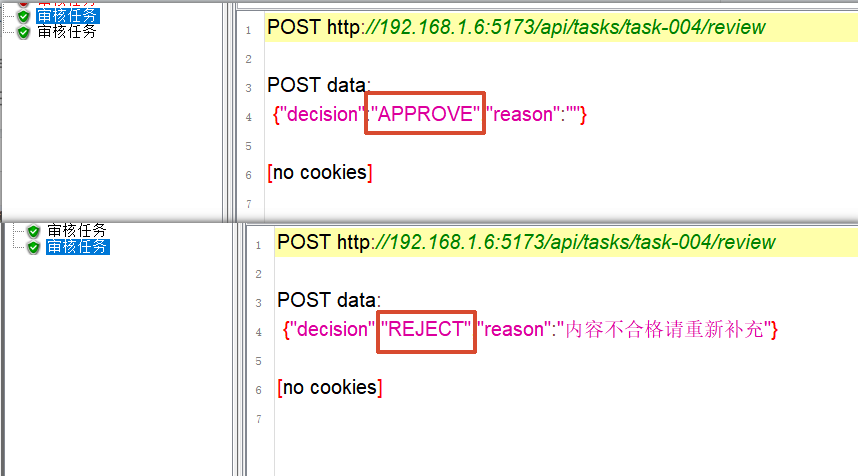 审核任务
审核任务
审核任务
1 POST http://192.168.1.6:5173/api/tasks/task-004/review
2
3 POST data:
4 {"decision":"APPROVE" "reason":""}
5
6 [no cookies]
7
审核任务
审核任务
1 POST http://192.168.1.6:5173/api/tasks/task-004/review
2
3 POST data:
4 {"decision" "REJECT" "reason":"内容不合格请重新补充"}
5
6 [no cookies]
7